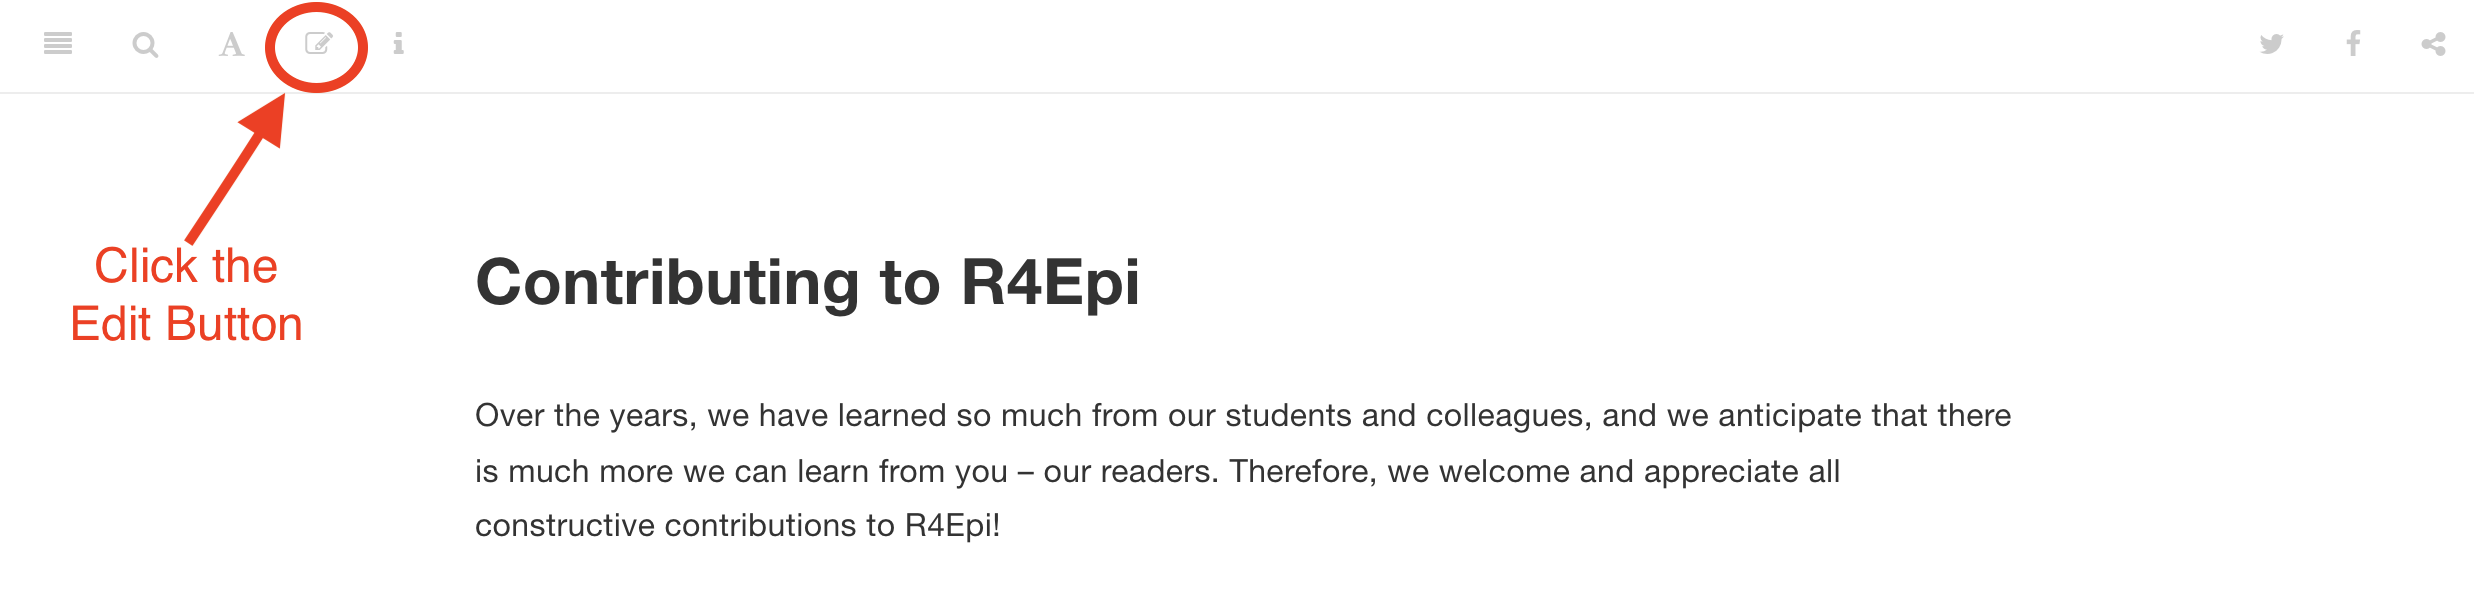 Click the
Edit Button
Contributing to R4Epi
Over the years, we have learned so much from our students and colleagues, and we anticipate that there
is much more we can learn from you – our readers. Therefore, we welcome and appreciate all
constructive contributions to R4Epi!